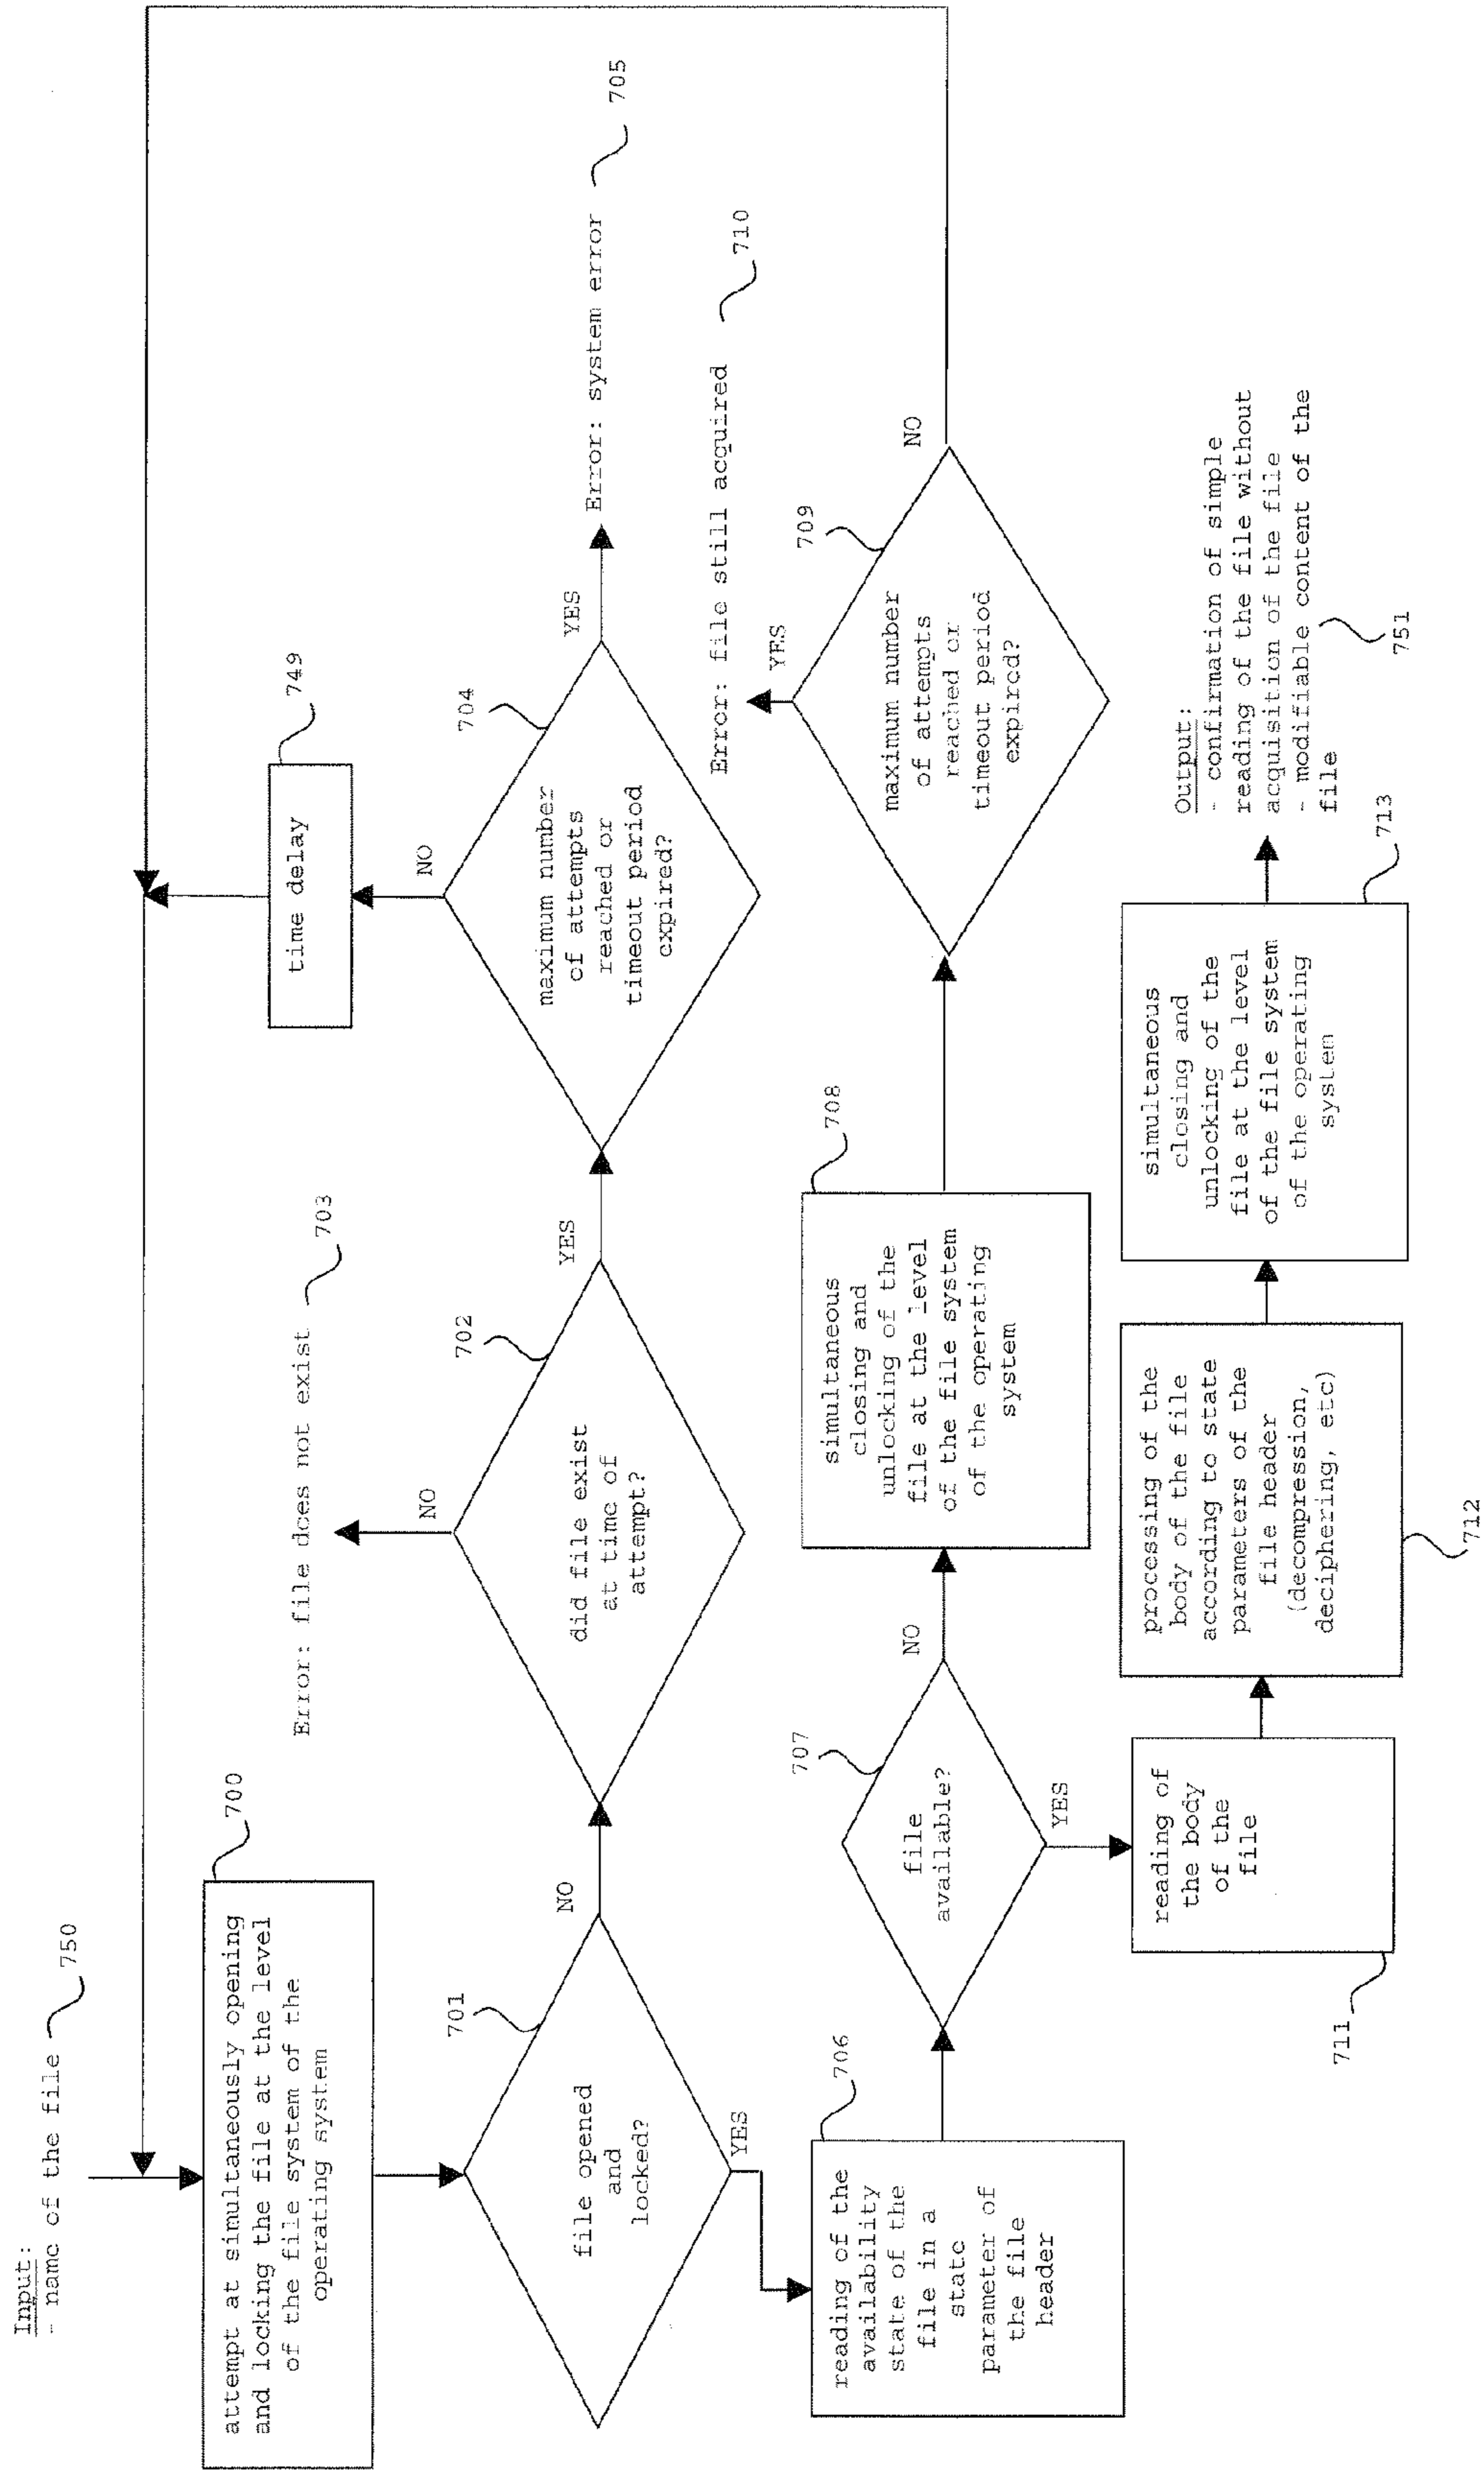 Input:
- name of the file
750
attempt at simultaneously opening
and locking the file at the level
of the file system of the
operating system
700
file opened
and
locked?
701
NO
YES
did file exist
at time of
attempt?
702
NO
YES
Error: file does not exist
703
maximum number
of attempts
reached or
timeout period
expired?
704
NO
YES
time delay
749
Error: system error
705
reading of the
availability
state of the
file in a
state
parameter of
the file
header
706
file
available?
707
NO
YES
simultaneous
closing and
unlocking of the
file at the level
of the file system
of the operating
system
708
maximum number
of attempts
reached or
timeout period
expired?
709
YES
NO
Error: file still acquired
710
reading of
the body
of the
file
711
processing of the
body of the file
according to state
parameters of the
file header
(decompression,
deciphering, etc)
712
simultaneous
closing and
unlocking of the
file at the level
of the file system
of the operating
system
713
Output:
- confirmation of simple
reading of the file without
acquisition of the file
- modifiable content of the
file
751